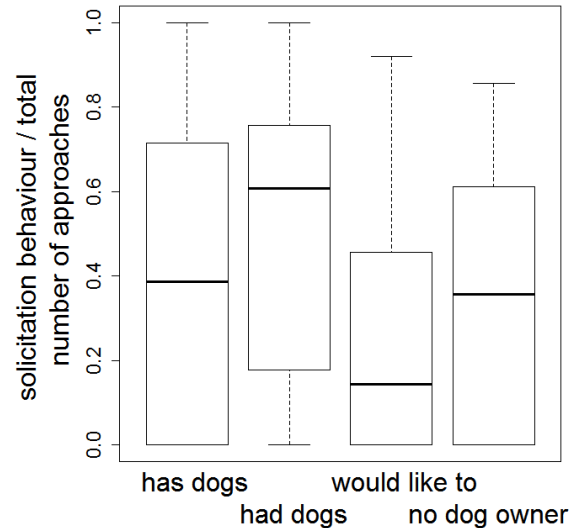 solicitation behaviour / total
number of approaches
1.0
0.8
0.6
0.4
0.2
0.0
has dogs
had dogs
would like to
no dog owner